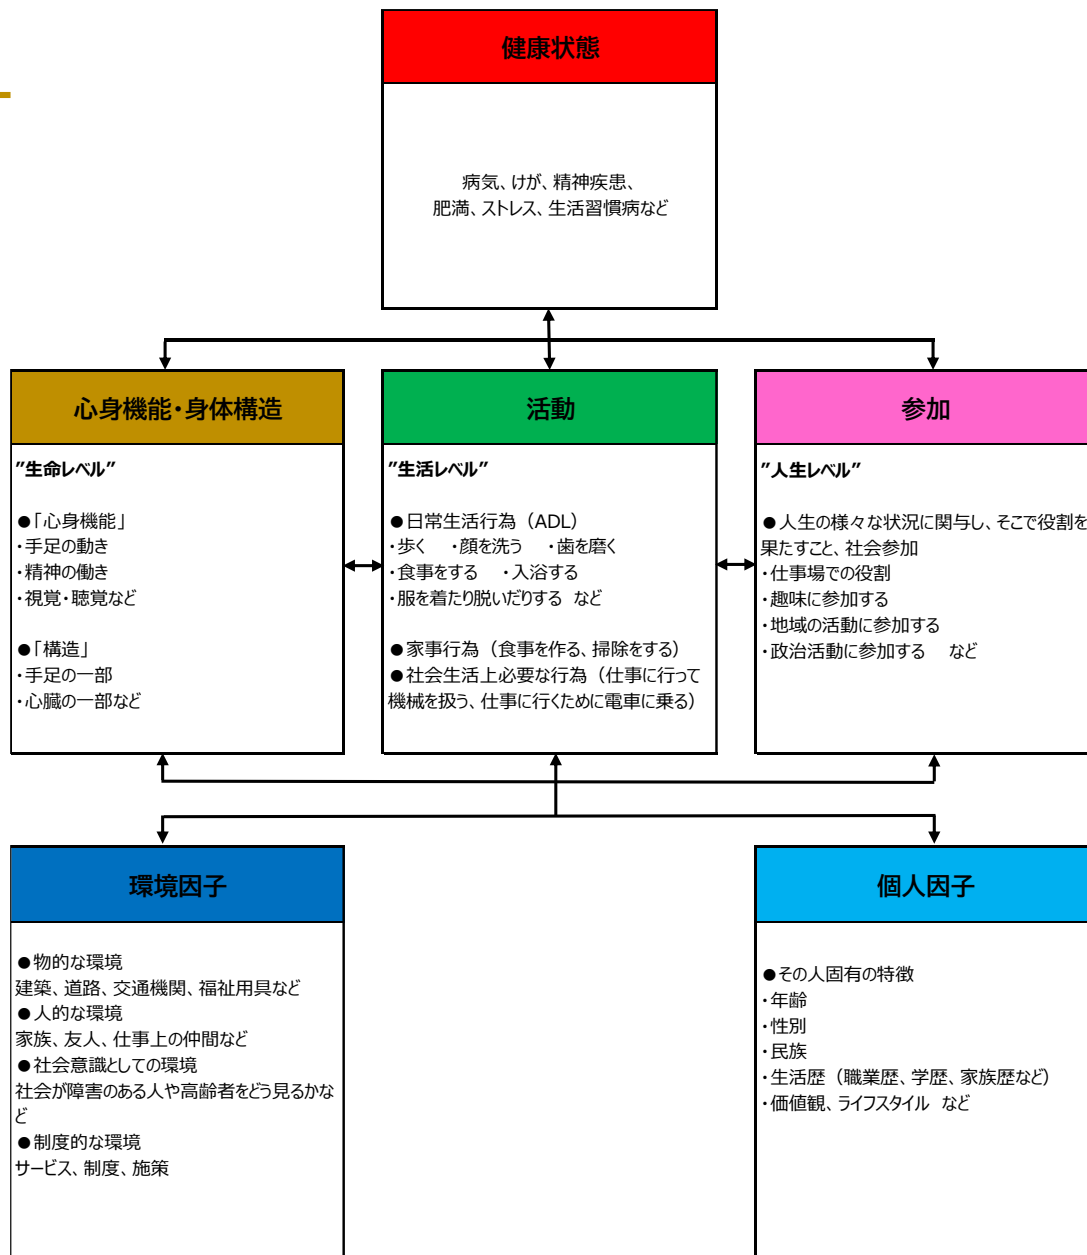 健康状態
病気、けが、精神疾患、
肥満、ストレス、生活習慣病など
心身機能・身体構造
”生命レベル”
●「心身機能」
・手足の動き
・精神の働き
・視覚・聴覚など
●「構造」
・手足の一部
・心臓の一部など
活動
”生活レベル”
●日常生活行為（ADL）
・歩く　・顔を洗う　・歯を磨く
・食事をする　・入浴する
・服を着たり脱いだりする など
●家事行為（食事を作る、掃除をする）
●社会生活上必要な行為（仕事に行って
機械を扱う、仕事に行くために電車に乗る）
参加
”人生レベル”
●人生の様々な状況に関与し、そこで役割を
果たすこと、社会参加
・仕事場での役割
・趣味に参加する
・地域の活動に参加する
・政治活動に参加する　など
環境因子
●物的な環境
建築、道路、交通機関、福祉用具など
●人的な環境
家族、友人、仕事上の仲間など
●社会意識としての環境
社会が障害のある人や高齢者をどう見るかな
ど
●制度的な環境
サービス、制度、施策
個人因子
●その人固有の特徴
・年齢
・性別
・民族
・生活歴（職業歴、学歴、家族歴など）
・価値観、ライフスタイル など